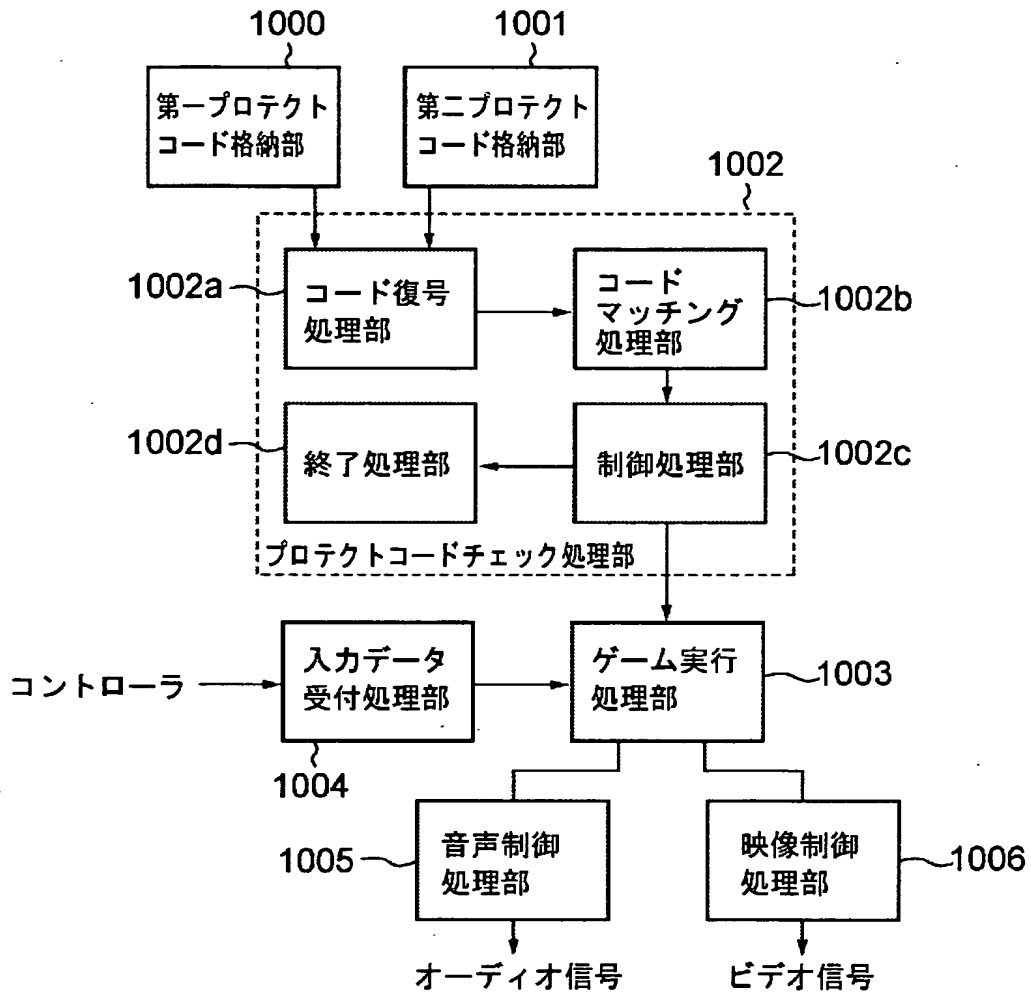 1000
1001
第一プロテクト
コード格納部
第二プロテクト
コード格納部
1002
1002a
コード復号
処理部
コード
マッチング
処理部
1002b
1002d
終了処理部
制御処理部
1002c
プロテクトコードチェック処理部
コントローラ
入力データ
受付処理部
ゲーム実行
処理部
1003
1004
1005
音声制御
処理部
映像制御
処理部
1006
オーディオ信号
ビデオ信号